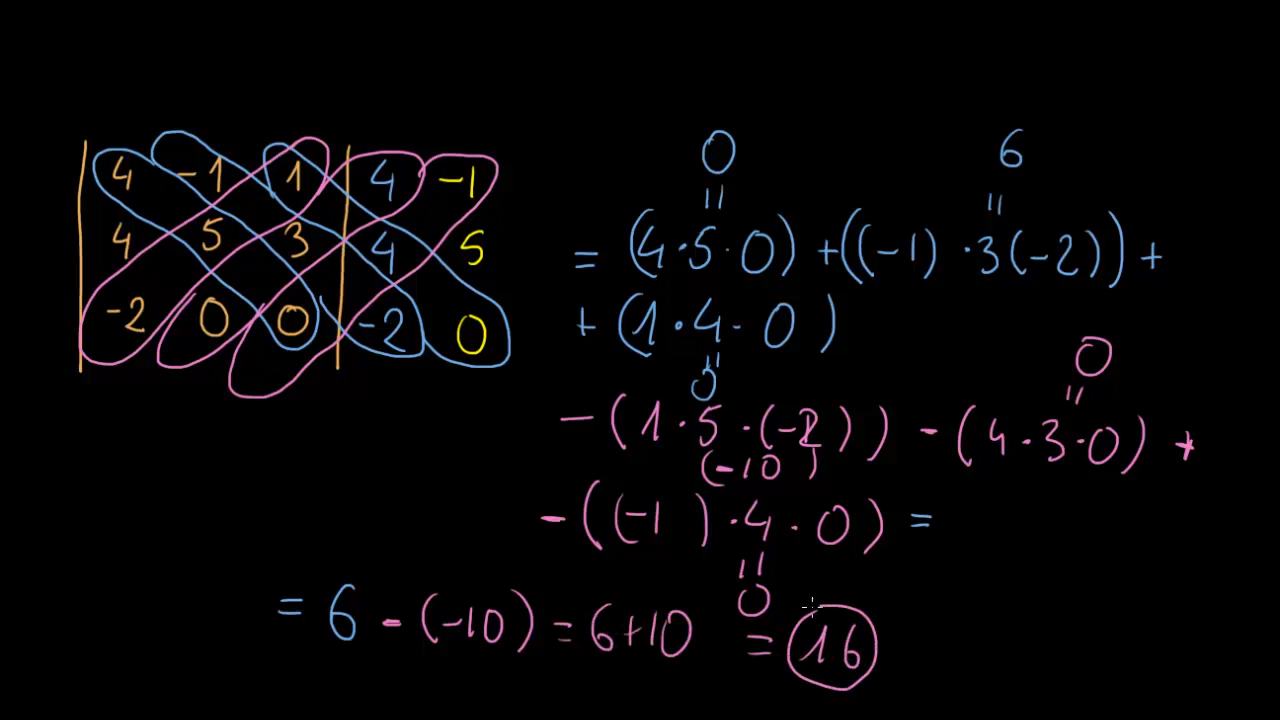 4 -1 1 | 4 -1
4 5 3 | 4 5
-2 0 0 | -2 0
0 6
= (4·5·0) + ((-1)·3(-2)) +
+ (1·4·0)
0 0
-(1·5·(-2)) - (4·3·0) +
(-10)
-((-1)·4·0) =
0
= 6 - (-10) = 6+10 = 16